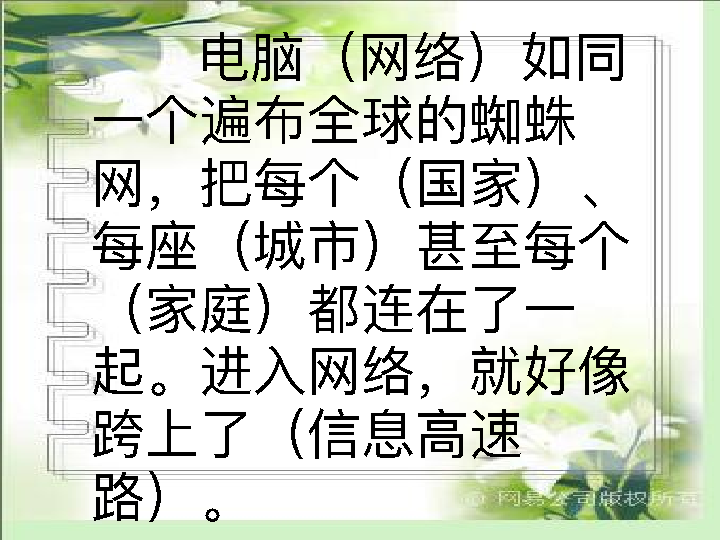 电脑（网络）如同
一个遍布全球的蜘蛛
网，把每个（国家）、
每座（城市）甚至每个
（家庭）都连在了一
起。进入网络，就好像
跨上了（信息高速
路）。
© 网易公司版权所有